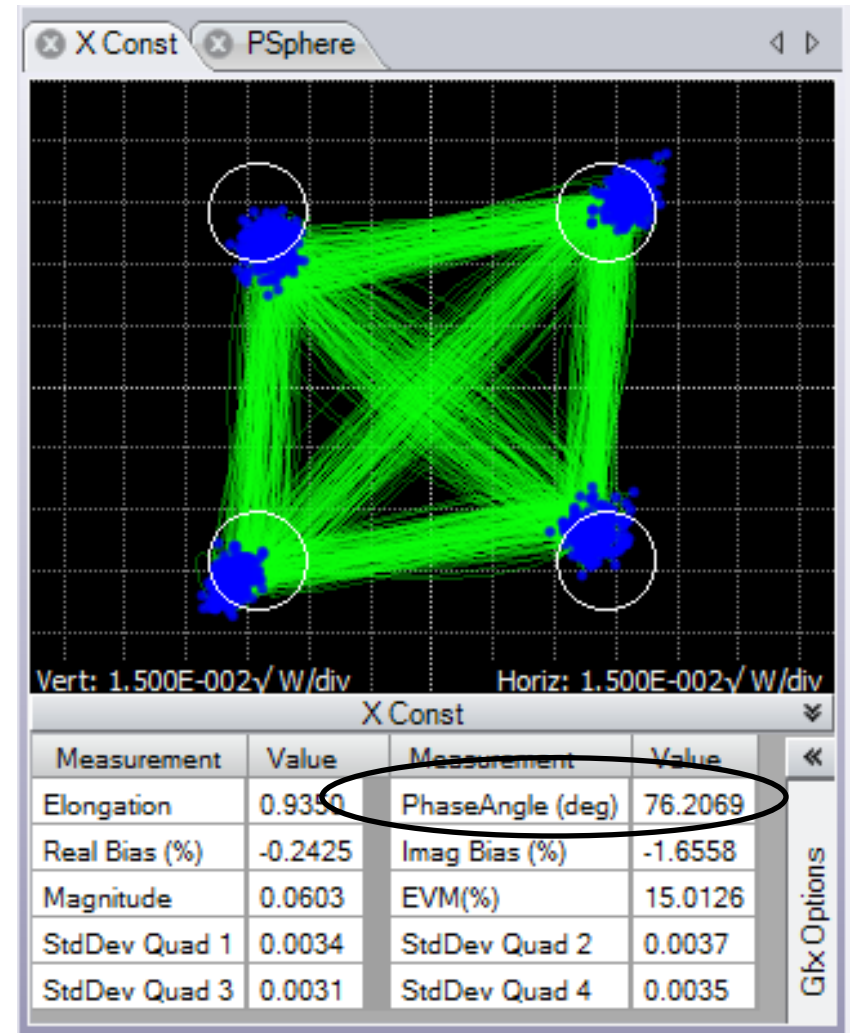 X Const PSphere
Vert: 1.500E-002√ W/div Horiz: 1.500E-002√ W/div
X Const
Measurement Value Measurement Value
Elongation 0.9350 PhaseAngle (deg) 76.2069
Real Bias (%) -0.2425 Imag Bias (%) -1.6558
Magnitude 0.0603 EVM(%) 15.0126
StdDev Quad 1 0.0034 StdDev Quad 2 0.0037
StdDev Quad 3 0.0031 StdDev Quad 4 0.0035
Gfx Options